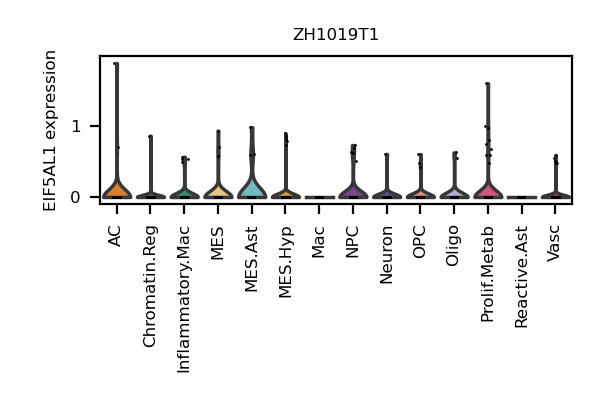 ZH1019T1
EIF5AL1 expression
1
0
AC
Chromatin.Reg
Inflammatory.Mac
MES
MES.Ast
MES.Hyp
Mac
NPC
Neuron
OPC
Oligo
Prolif.Metab
Reactive.Ast
Vasc